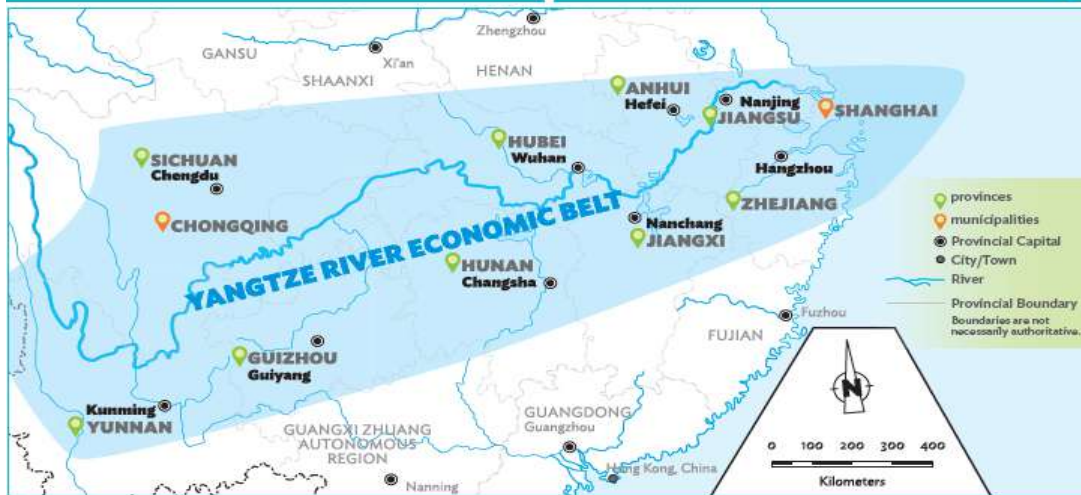 Zhengzhou
GANSU
Xi'an
SHAANXI
HENAN
ANHUI
Hefei
Nanjing
JIANGSU
SHANGHAI
HUBEI
Wuhan
Hangzhou
SICHUAN
Chengdu
ZHEJIANG
CHONGQING
Nanchang
JIANGXI
YANGTZE RIVER ECONOMIC BELT
HUNAN
Changsha
GUIZHOU
Guiyang
Fuzhou
FUJIAN
Kunming
YUNNAN
GUANGXI ZHUANG
AUTONOMOUS
REGION
GUANGDONG
Guangzhou
Hong Kong, China
Nanning
provinces
municipalities
Provincial Capital
City/Town
River
Provincial Boundary
Boundaries are not
necessarily authoritative.
N
0 100 200 300 400
Kilometers